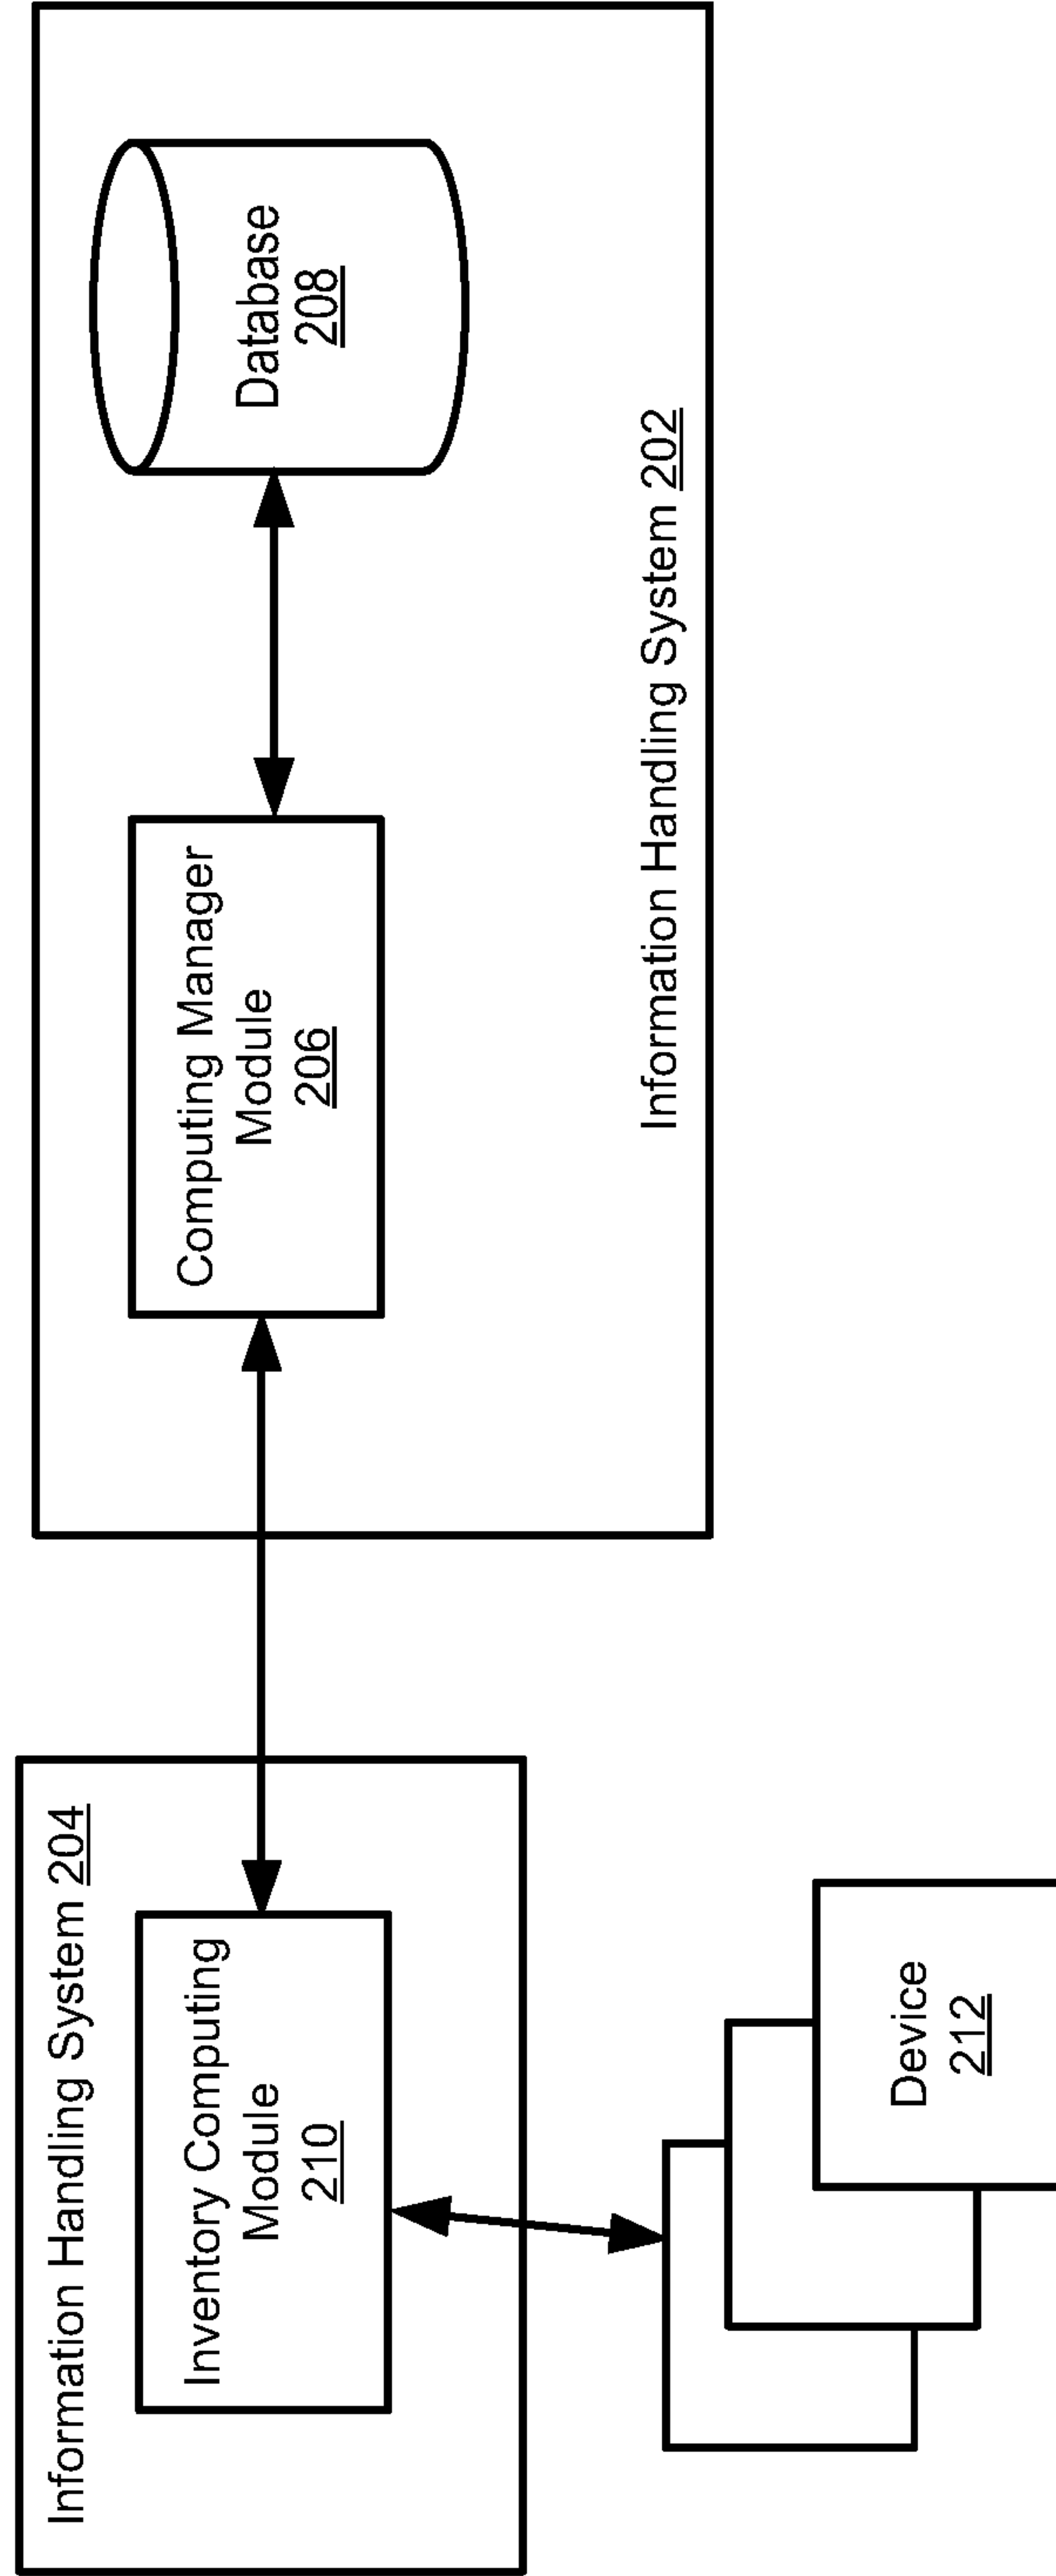 Information Handling System 204
Inventory Computing
Module
210
Device
212
Computing Manager
Module
206
Database
208
Information Handling System 202